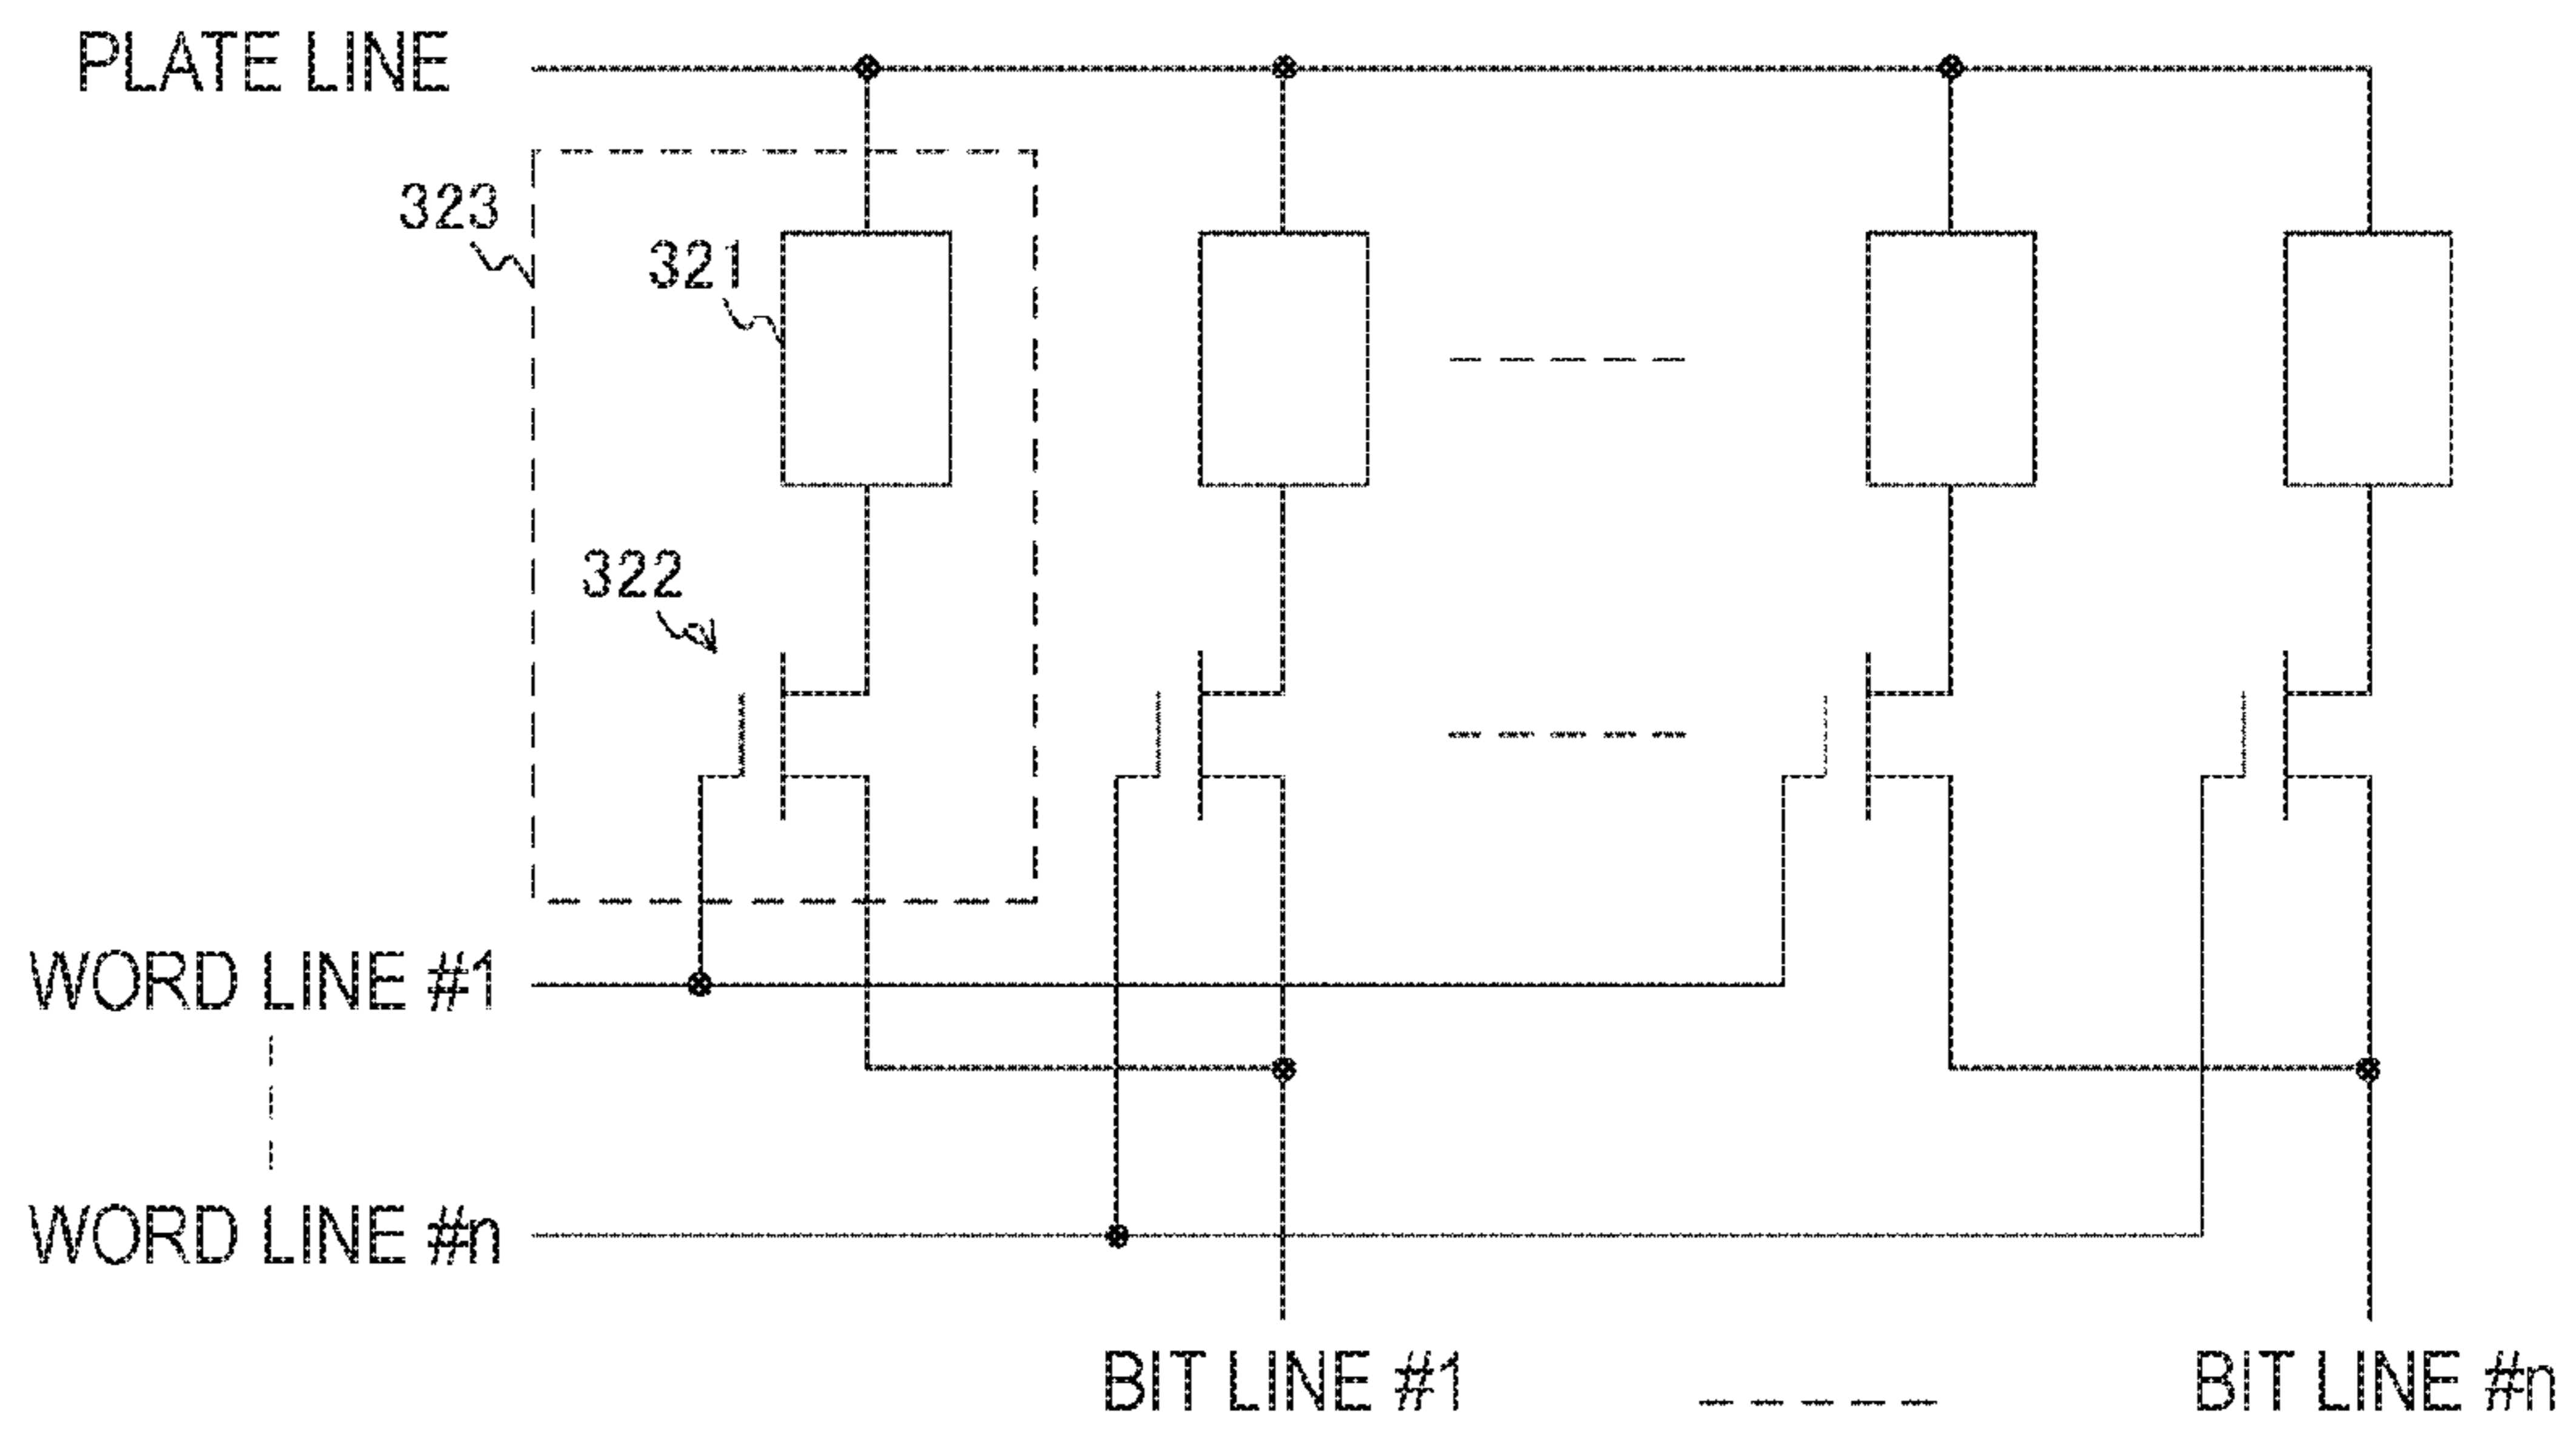 PLATE LINE
323
321
322
WORD LINE #1
WORD LINE #n
BIT LINE #1
BIT LINE #n